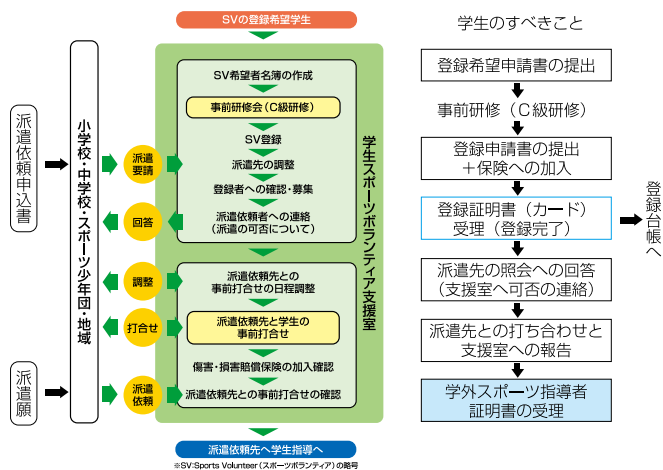 SVの登録希望学生
派遣依頼申込書
派遣願
小学校・中学校・スポーツ少年団・地域
派遣
要請
回答
調整
打合せ
派遣
依頼
SV希望者名簿の作成
事前研修会（C級研修）
SV登録
派遣先の調整
登録者への確認・募集
派遣依頼者への連絡
（派遣の可否について）
派遣依頼先との
事前打合せの日程調整
派遣依頼先と学生の
事前打合せ
傷害・損害賠償保険の加入確認
派遣依頼先との事前打合せの確認
学生スポーツボランティア支援室
派遣依頼先へ学生指導へ
※SV:Sports Volunteer（スポーツボランティア）の略号
学生のすべきこと
登録希望申請書の提出
事前研修（C級研修）
登録申請書の提出
＋保険への加入
登録証明書（カード）
受理（登録完了）
登録台帳へ
派遣先の照会への回答
（支援室へ可否の連絡）
派遣先との打ち合わせと
支援室への報告
学外スポーツ指導者
証明書の受理